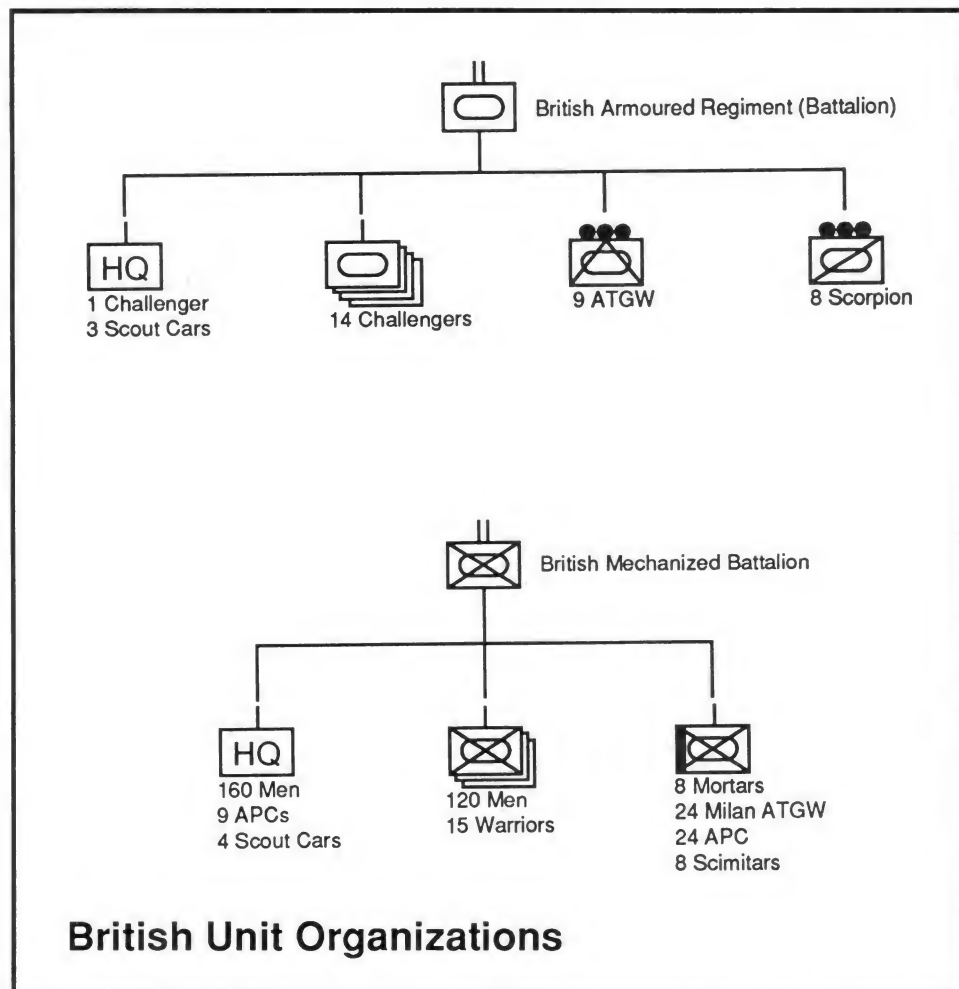 British Armoured Regiment (Battalion)
HQ
1 Challenger
3 Scout Cars
14 Challengers
9 ATGW
8 Scorpion
British Mechanized Battalion
HQ
160 Men
9 APCs
4 Scout Cars
120 Men
15 Warriors
8 Mortars
24 Milan ATGW
24 APC
8 Scimitars
British Unit Organizations